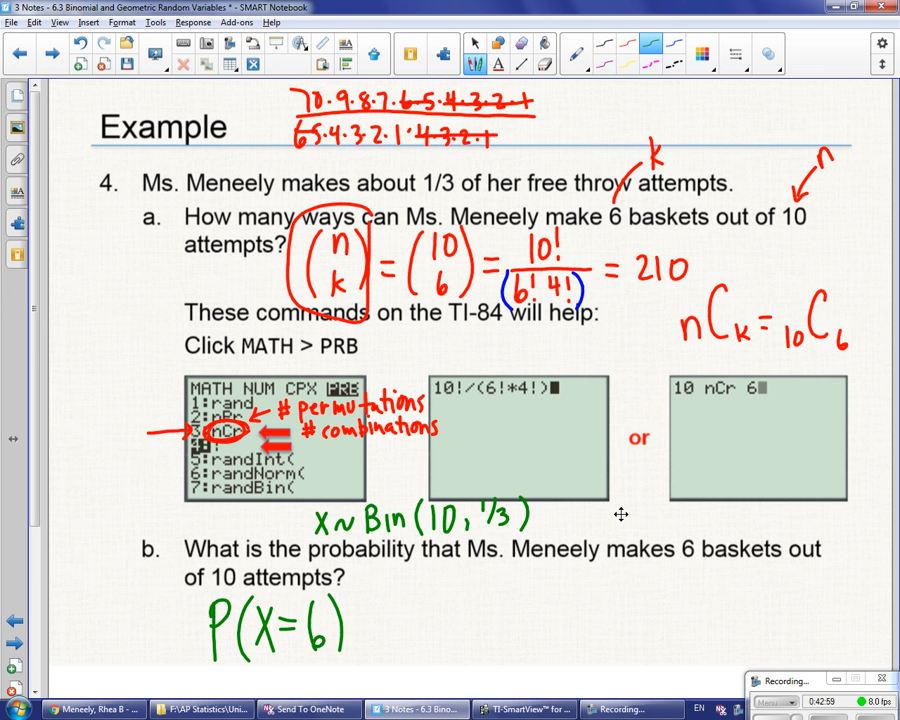 3 Notes - 6.3 Binomial and Geometric Random Variables * - SMART Notebook
File Edit View Insert Format Tools Response Add-ons Help
10·9·8·7·6·5·4·3·2·1
6·5·4·3·2·1·4·3·2·1
Example
k
n
4. Ms. Meneely makes about 1/3 of her free throw attempts.
a. How many ways can Ms. Meneely make 6 baskets out of 10
attempts?
(n k) = (10 6) = 10! / (6! 4!) = 210
These commands on the TI-84 will help:
nCk = 10C6
Click MATH > PRB
MATH NUM CPX PRB
1:rand
2:nPr
# permutations
3:nCr
# combinations
4:!
5:randInt(
6:randNorm(
7:randBin(
10!/(6!*4!)
or
10 nCr 6
X~Bin(10, 1/3)
b. What is the probability that Ms. Meneely makes 6 baskets out
of 10 attempts?
P(X=6)
Recording...
Menu
0:42:59
8.0 fps
Meneely, Rhea B - ...
F:\AP Statistics\Uni...
Send To OneNote
3 Notes - 6.3 Bino...
TI-SmartView™ for ...
Recording...
EN